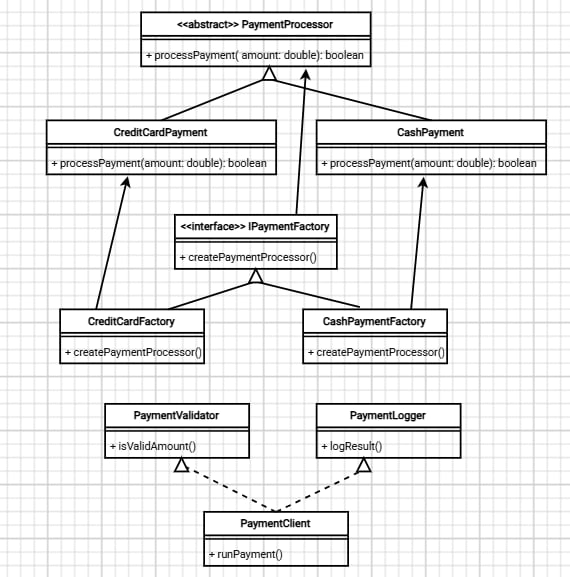 <<abstract>> PaymentProcessor
+ processPayment( amount: double): boolean
CreditCardPayment
+ processPayment(amount: double): boolean
CashPayment
+ processPayment(amount: double): boolean
<<interface>> IPaymentFactory
+ createPaymentProcessor()
CreditCardFactory
+ createPaymentProcessor()
CashPaymentFactory
+ createPaymentProcessor()
PaymentValidator
+ isValidAmount()
PaymentLogger
+ logResult()
PaymentClient
+ runPayment()